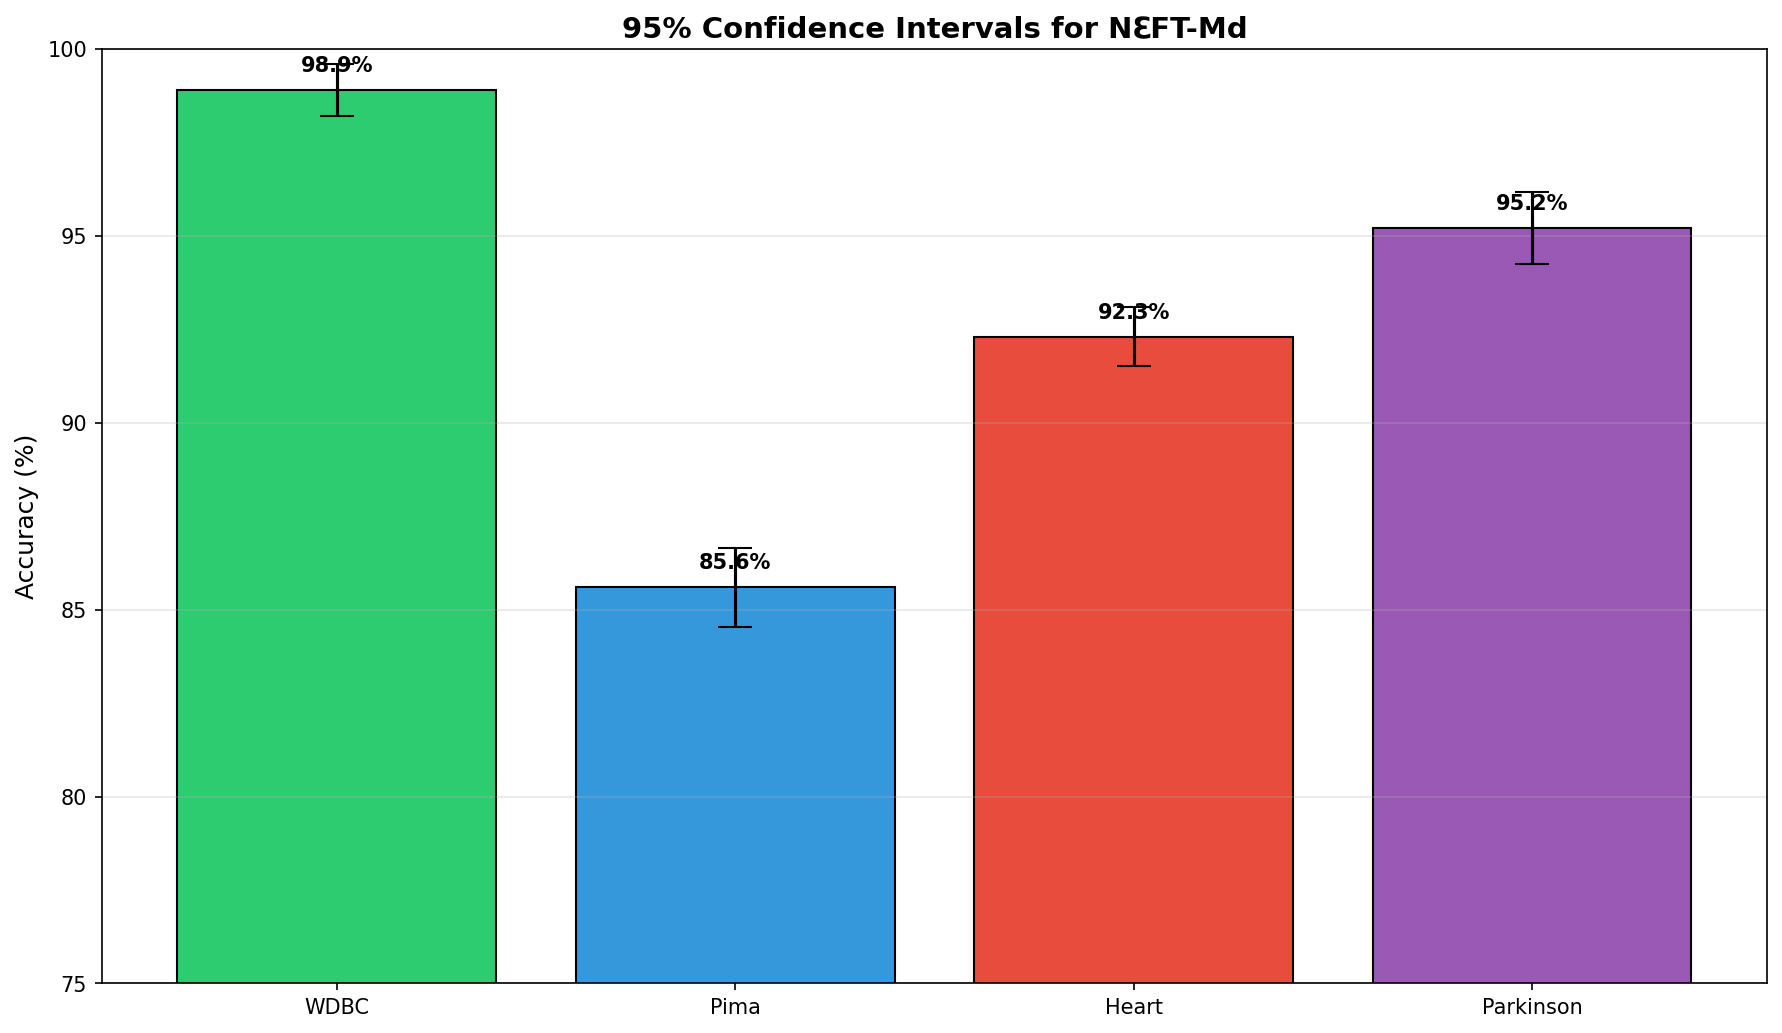 95% Confidence Intervals for NƐFT-Md
Accuracy (%)
100
95
90
85
80
75
98.9%
85.6%
92.3%
95.2%
WDBC
Pima
Heart
Parkinson